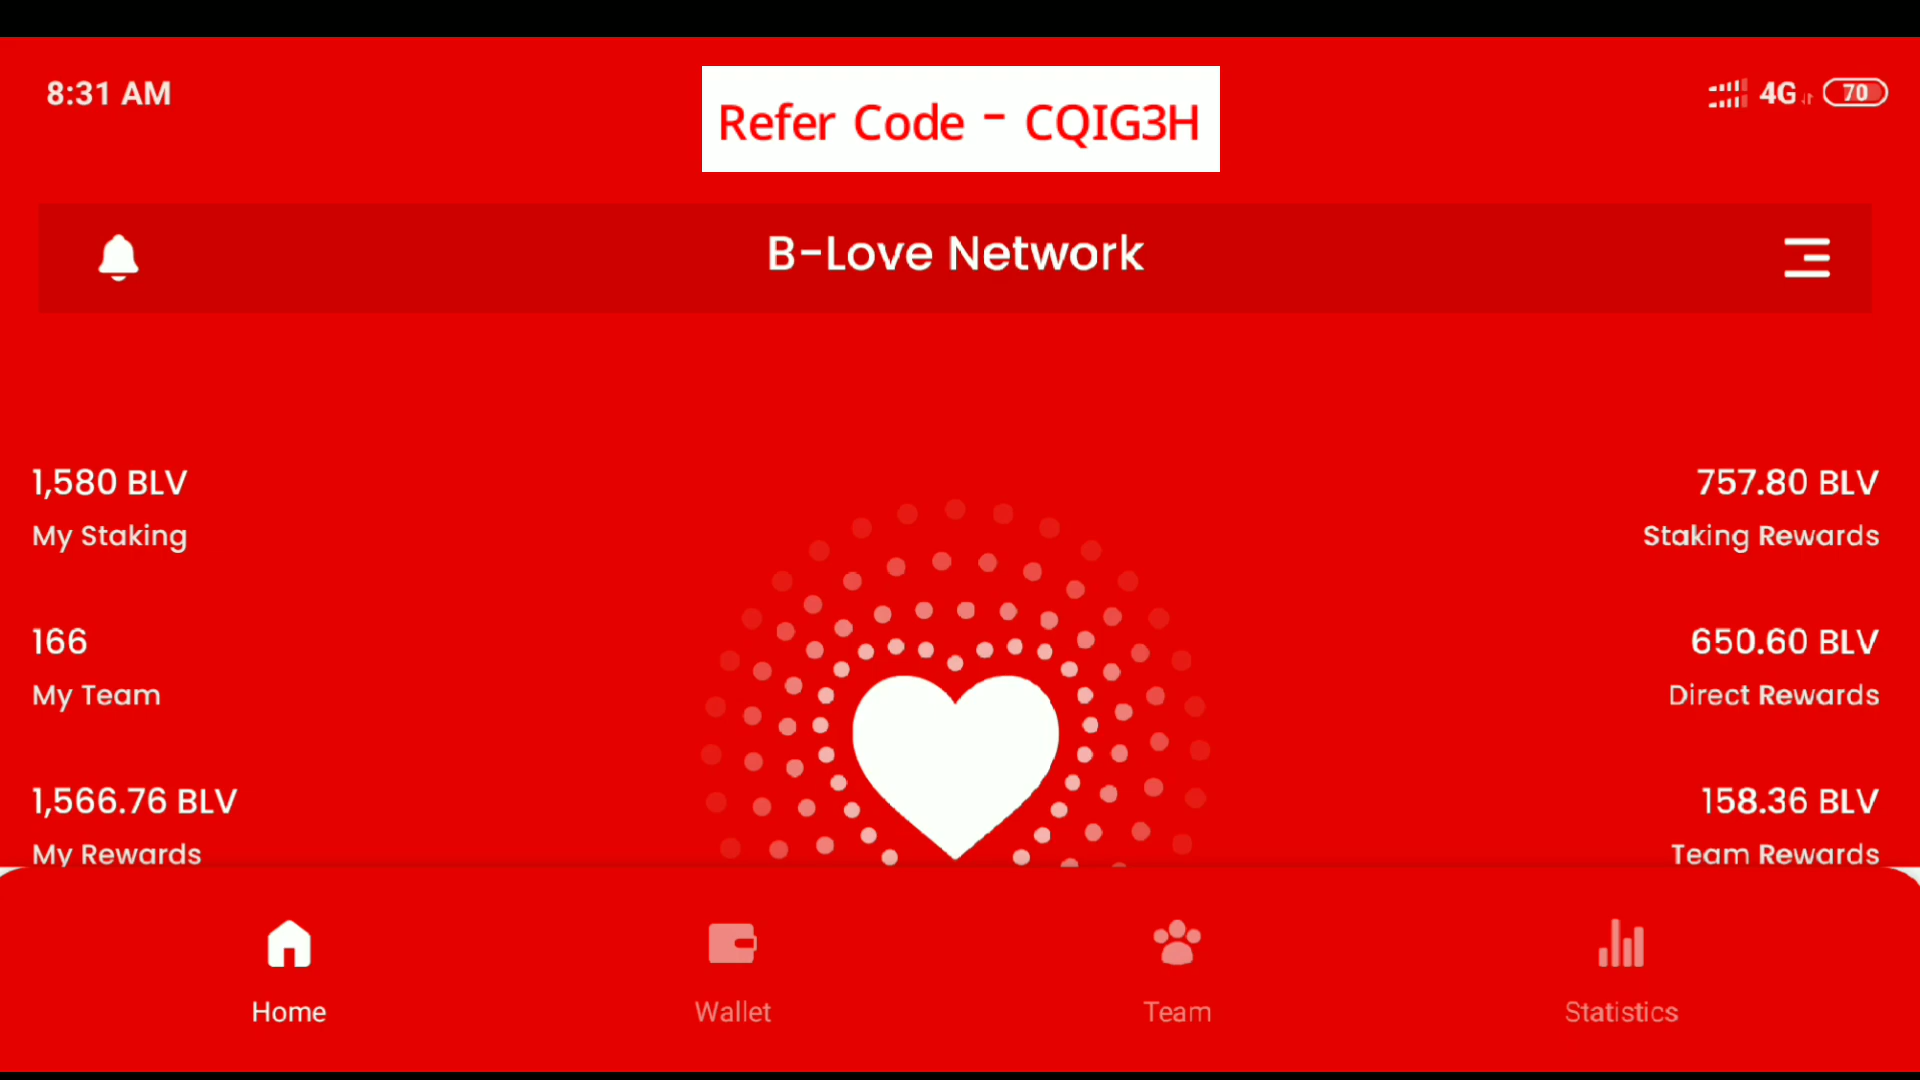 8:31 AM
Refer Code - CQIG3H
4G
70
B-Love Network
1,580 BLV
My Staking
757.80 BLV
Staking Rewards
166
My Team
650.60 BLV
Direct Rewards
1,566.76 BLV
My Rewards
158.36 BLV
Team Rewards
Home
Wallet
Team
Statistics